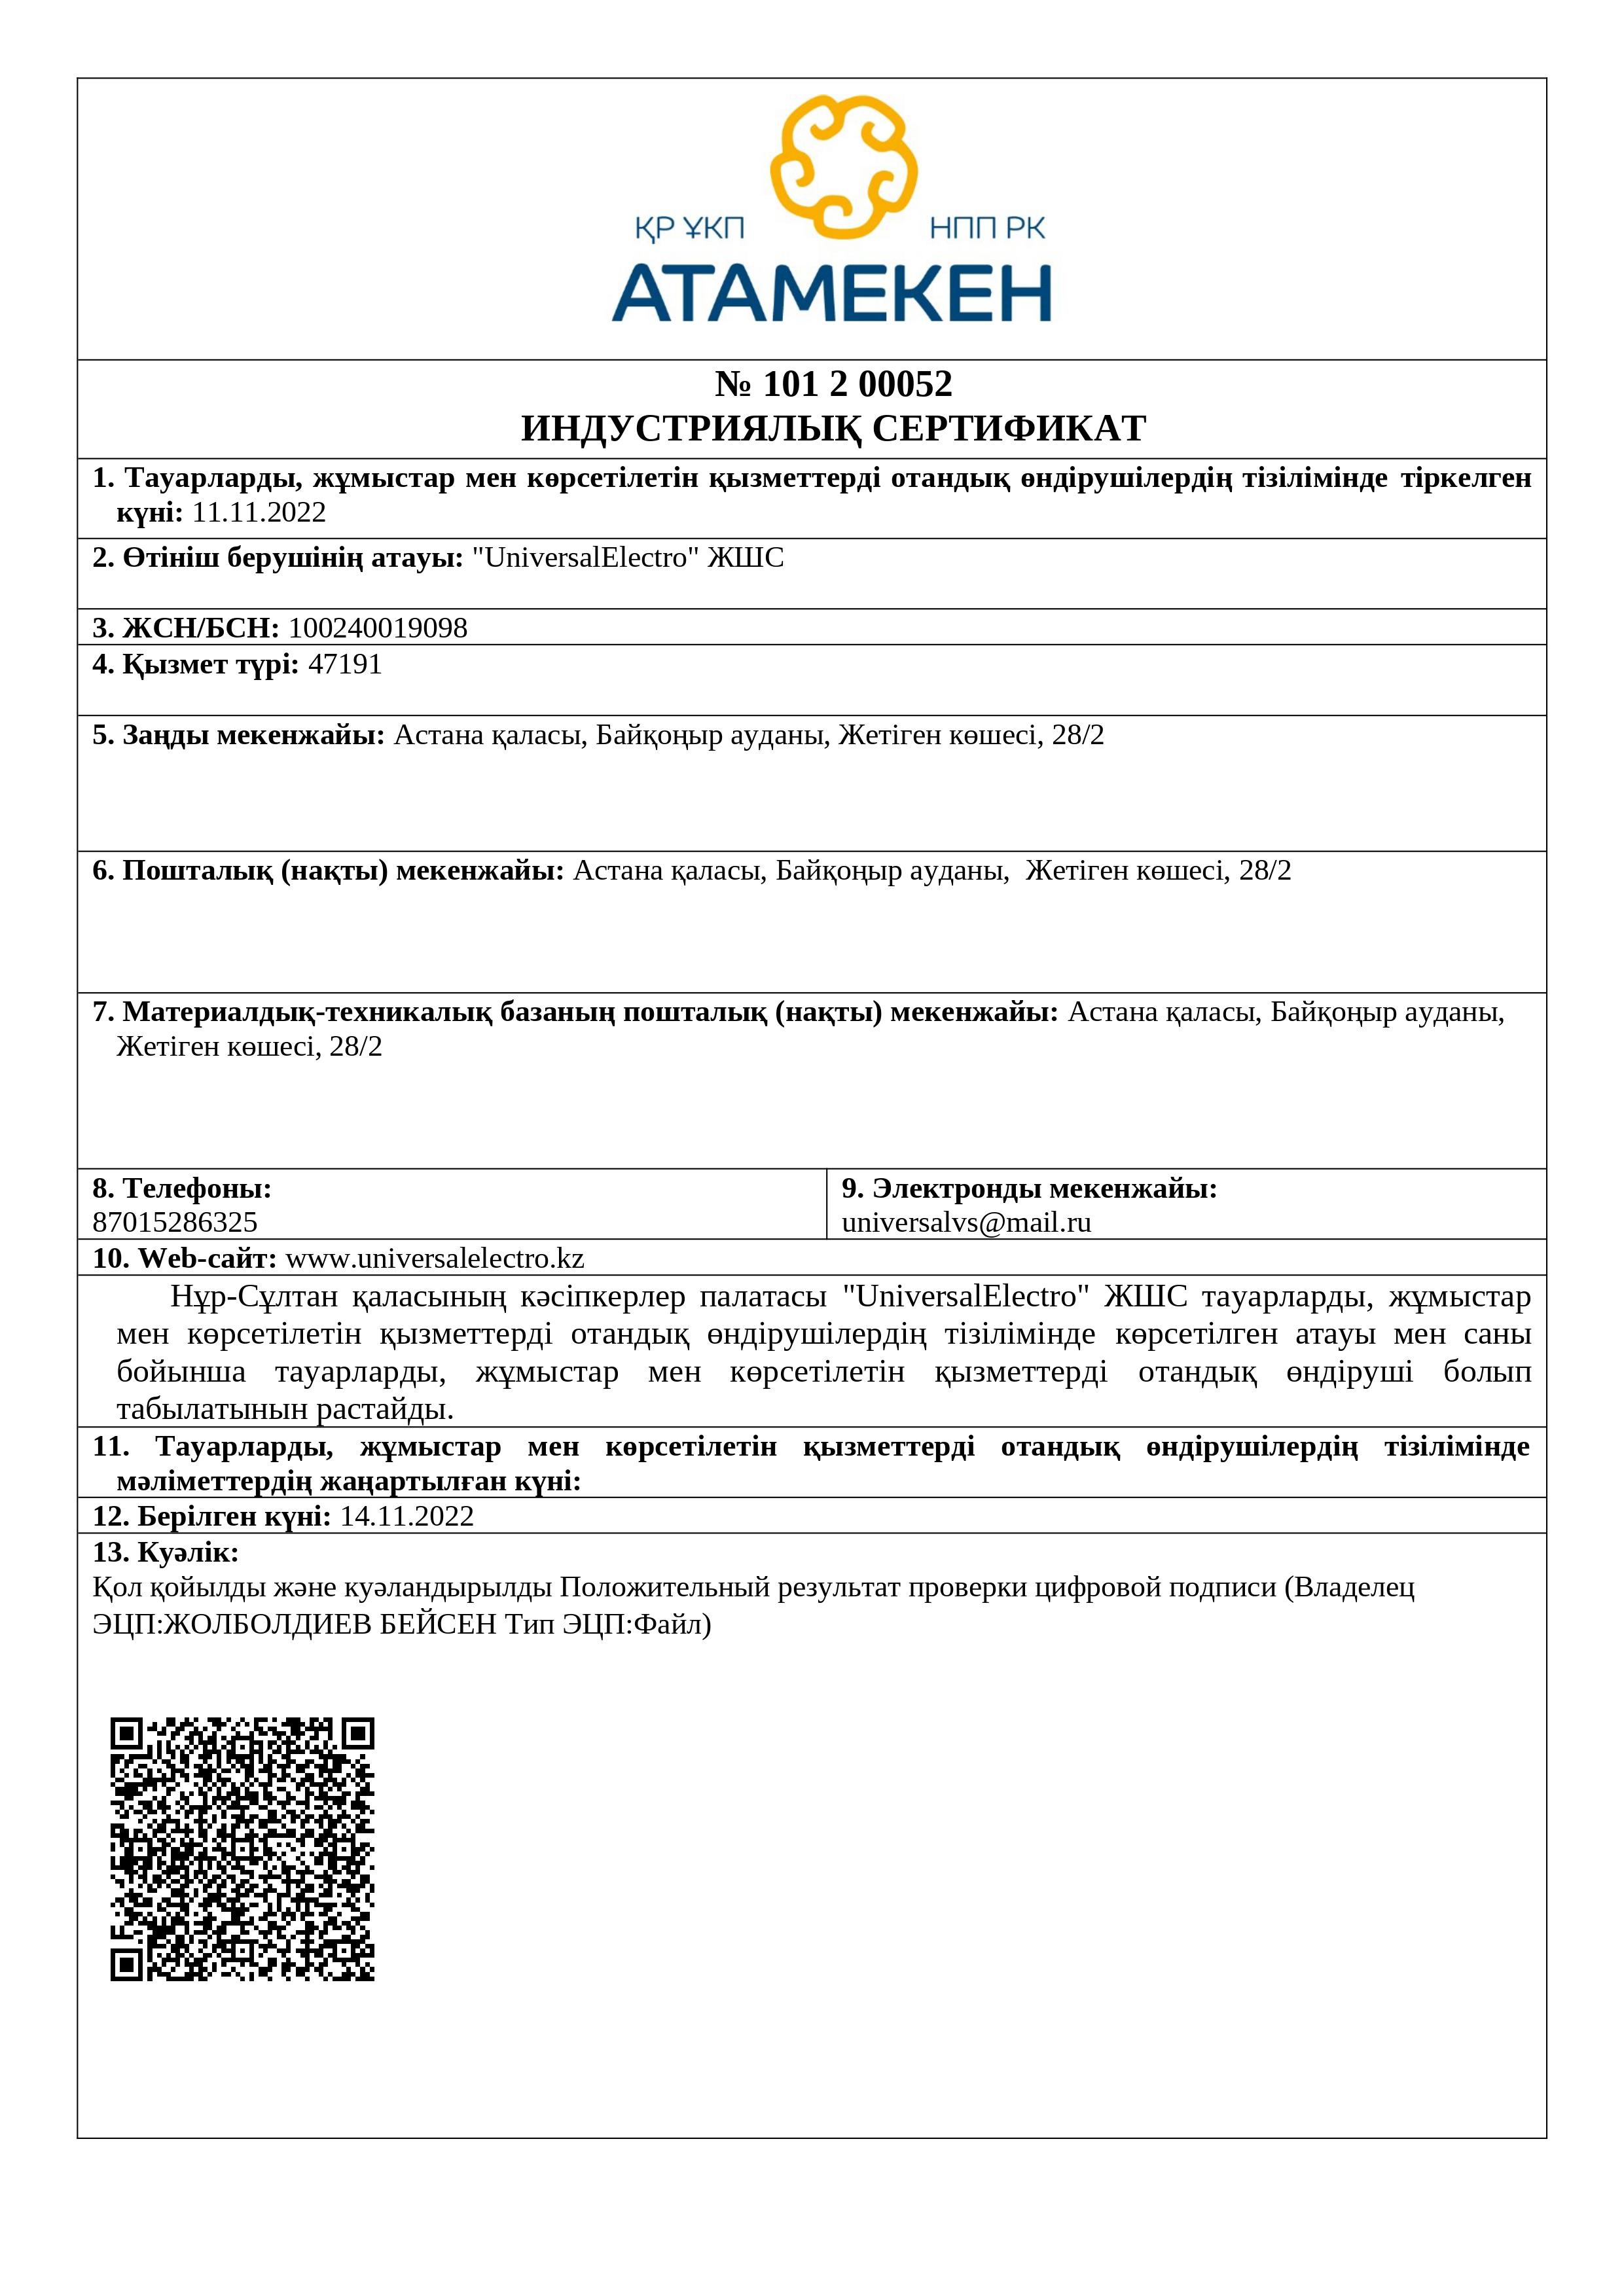 ҚР ҰКП
НПП РК
АТАМЕКЕН
№ 101 2 00052
ИНДУСТРИЯЛЫҚ СЕРТИФИКАТ
1. Тауарларды, жұмыстар мен көрсетілетін қызметтерді отандық өндірушілердің тізілімінде тіркелген
күні: 11.11.2022
2. Өтініш берушінің атауы: "UniversalElectro" ЖШС
3. ЖСН/БСН: 100240019098
4. Қызмет түрі: 47191
5. Заңды мекенжайы: Астана қаласы, Байқоңыр ауданы, Жетіген көшесі, 28/2
6. Пошталық (нақты) мекенжайы: Астана қаласы, Байқоңыр ауданы, Жетіген көшесі, 28/2
7. Материалдық-техникалық базаның пошталық (нақты) мекенжайы: Астана қаласы, Байқоңыр ауданы,
Жетіген көшесі, 28/2
8. Телефоны:
87015286325
9. Электронды мекенжайы:
universalvs@mail.ru
10. Web-сайт: www.universalelectro.kz
Нұр-Сұлтан қаласының кәсіпкерлер палатасы "UniversalElectro" ЖШС тауарларды, жұмыстар
мен көрсетілетін қызметтерді отандық өндірушілердің тізілімінде көрсетілген атауы мен саны
бойынша тауарларды, жұмыстар мен көрсетілетін қызметтерді отандық өндіруші болып
табылатынын растайды.
11. Тауарларды, жұмыстар мен көрсетілетін қызметтерді отандық өндірушілердің тізілімінде
мәліметтердің жаңартылған күні:
12. Берілген күні: 14.11.2022
13. Куәлік:
Қол қойылды және куәландырылды Положительный результат проверки цифровой подписи (Владелец
ЭЦП:ЖОЛБОЛДИЕВ БЕЙСЕН Тип ЭЦП:Файл)